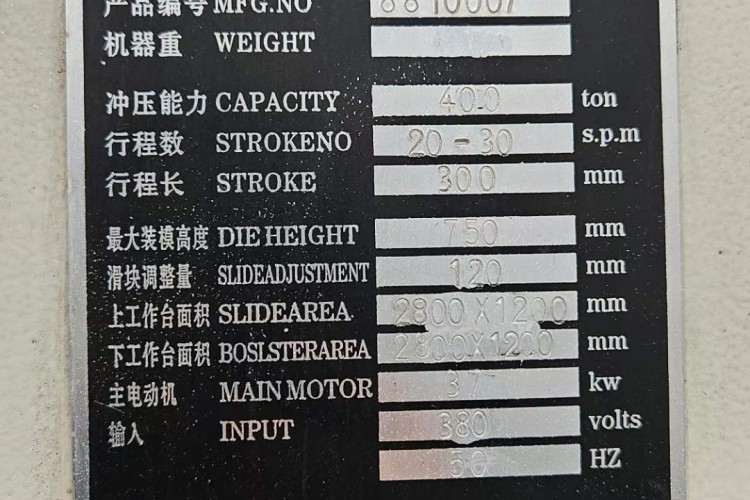 产品编号 MFG.NO 8810007
机器重 WEIGHT
冲压能力 CAPACITY 400 ton
行程数 STROKENO 20-30 s.p.m
行程长 STROKE 300 mm
最大装模高度 DIE HEIGHT 750 mm
滑块调整量 SLIDEADJUSTMENT 120 mm
上工作台面积 SLIDEAREA 2800X1200 mm
下工作台面积 BOSLSTERAREA 2800X1200 mm
主电动机 MAIN MOTOR 37 kw
输入 INPUT 380 volts
50 HZ